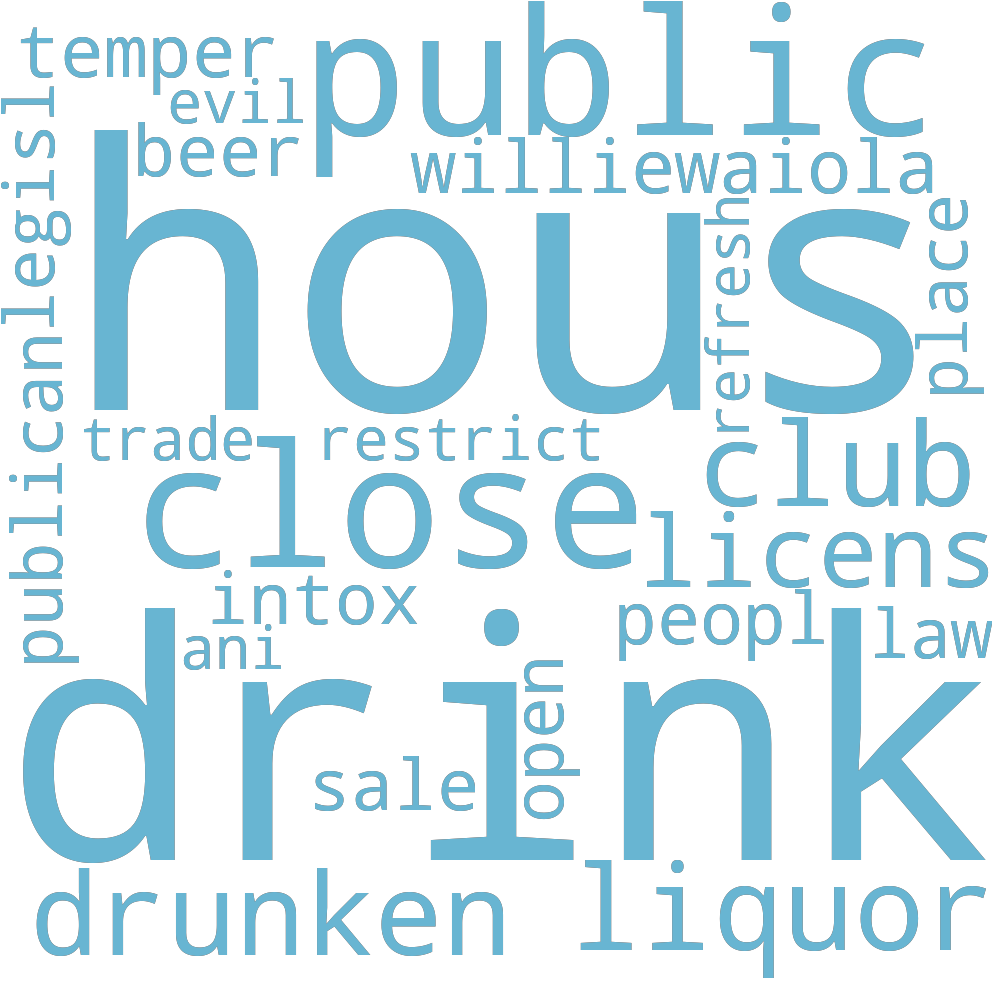 temper
public
evil
beer
williewaiola
publicanlegisl
hous
refresh
place
trade
restrict
close
club
licens
intox
peopl
law
ani
drink
open
sale
drunken
liquor